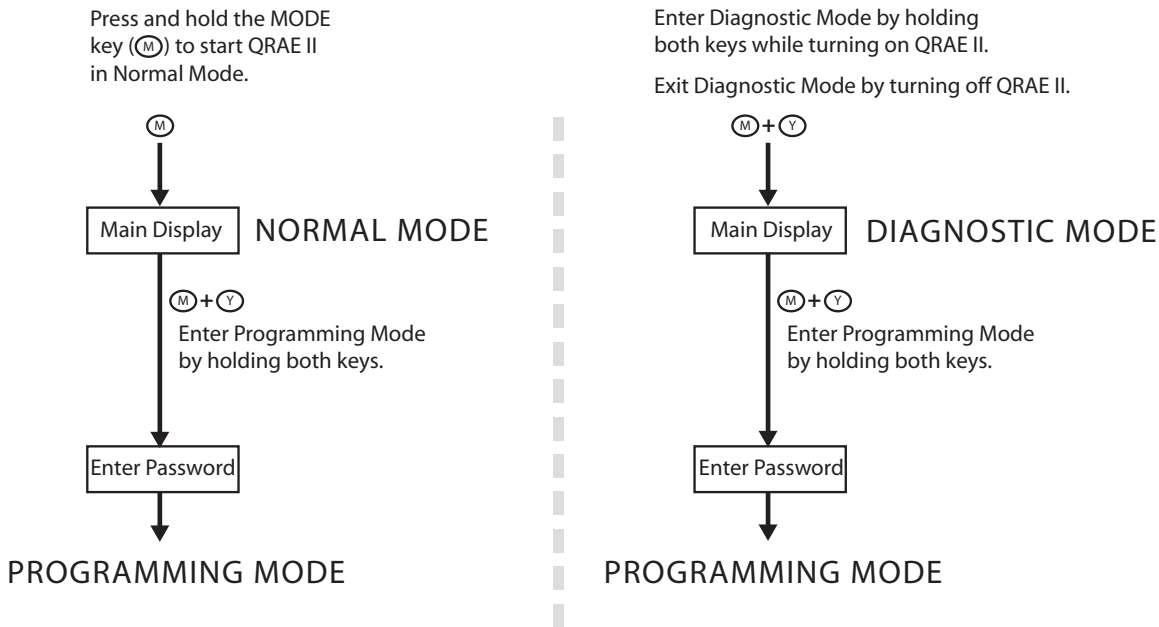 Press and hold the MODE
key (M) to start QRAE II
in Normal Mode.
M
Main Display
NORMAL MODE
M + Y
Enter Programming Mode
by holding both keys.
Enter Password
PROGRAMMING MODE
Enter Diagnostic Mode by holding
both keys while turning on QRAE II.
Exit Diagnostic Mode by turning off QRAE II.
M + Y
Main Display
DIAGNOSTIC MODE
M + Y
Enter Programming Mode
by holding both keys.
Enter Password
PROGRAMMING MODE